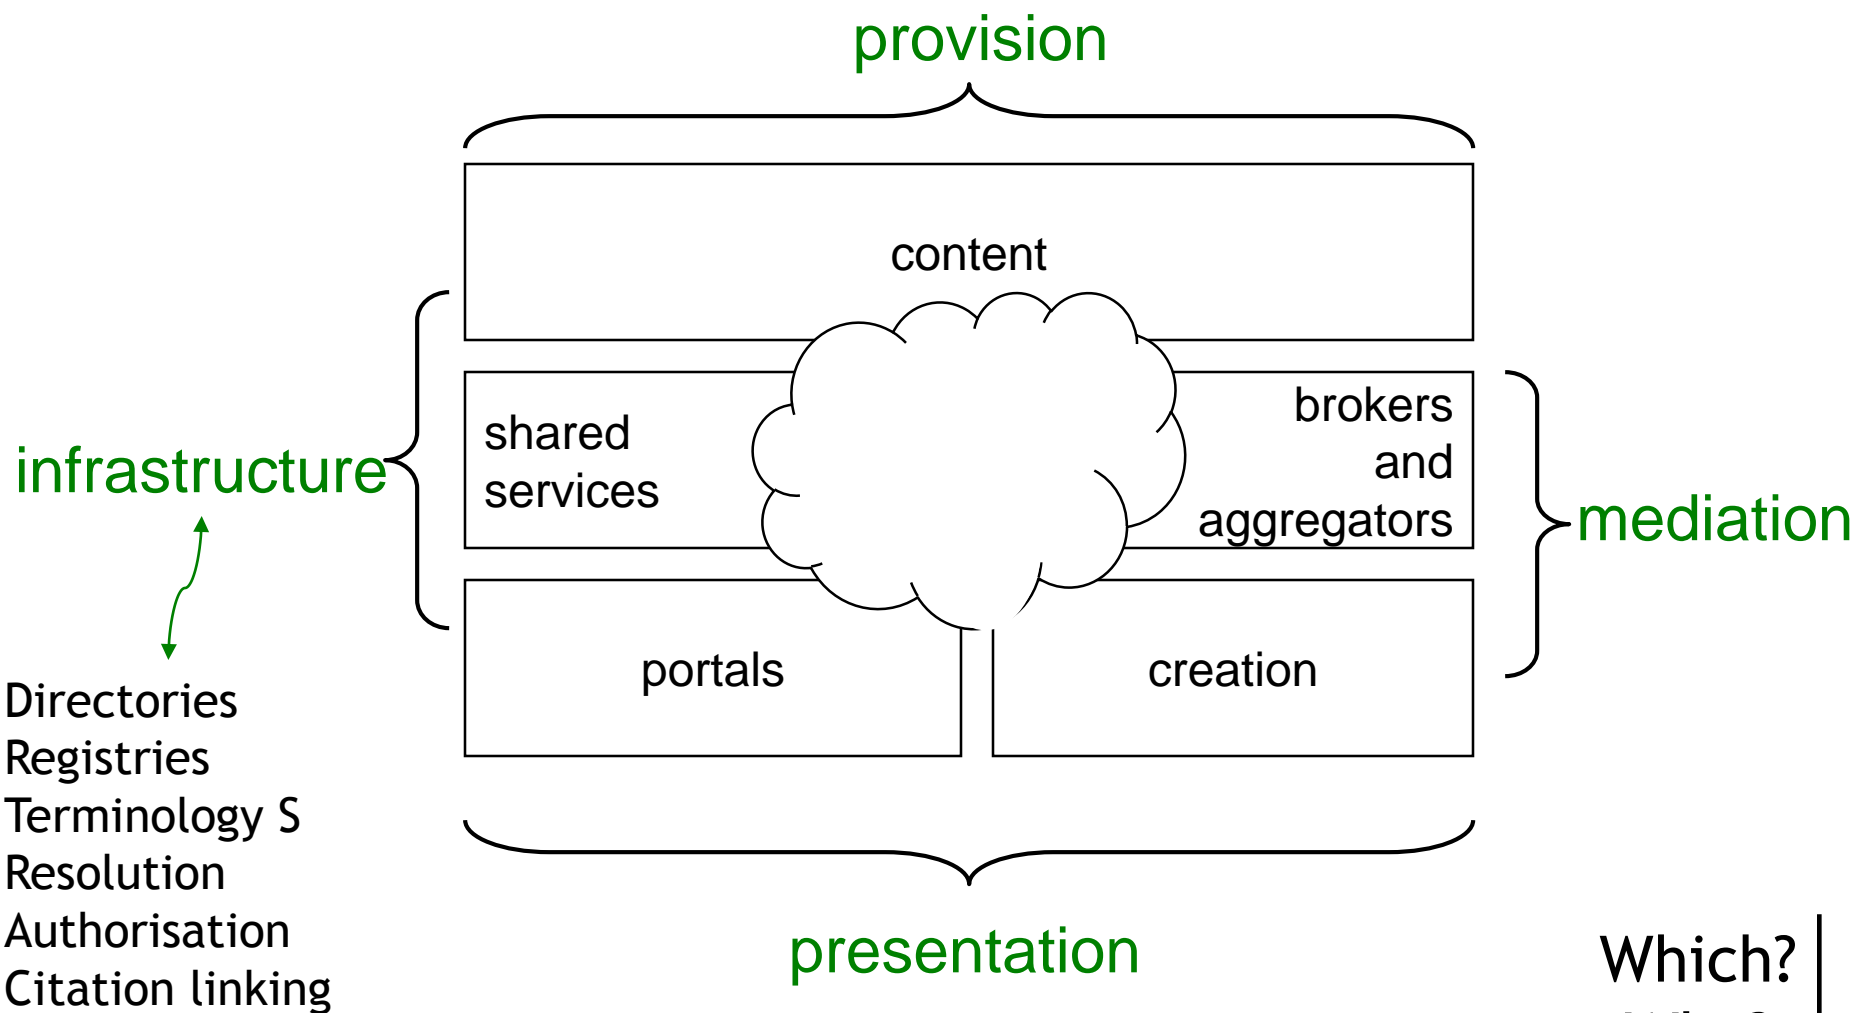 provision
content
shared
services
brokers
and
aggregators
infrastructure
mediation
portals
creation
Directories
Registries
Terminology S
Resolution
Authorisation
Citation linking
presentation
Which?